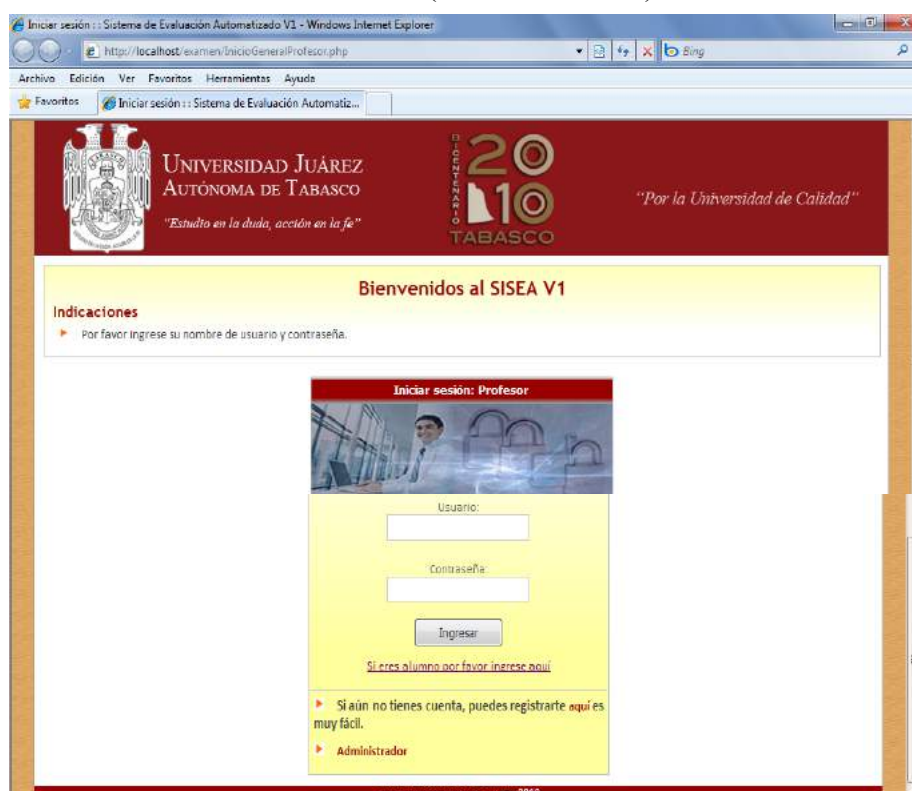 Iniciar sesión : : Sistema de Evaluación Automatizado V1 - Windows Internet Explorer
http://localhost/examen/InicioGeneralProfesor.php
Bing
Archivo Edición Ver Favoritos Herramientas Ayuda
Favoritos
Iniciar sesión : : Sistema de Evaluación Automatiz...
UNIVERSIDAD JUÁREZ
AUTÓNOMA DE TABASCO
"Estudio en la duda, acción en la fe"
BICENTENARIO
20
10
TABASCO
"Por la Universidad de Calidad"
Bienvenidos al SISEA V1
Indicaciones
Por favor ingrese su nombre de usuario y contraseña.
Iniciar sesión: Profesor
Usuario:
Contraseña:
Ingresar
Si eres alumno por favor ingrese aquí
Si aún no tienes cuenta, puedes registrarte aquí es
muy fácil.
Administrador